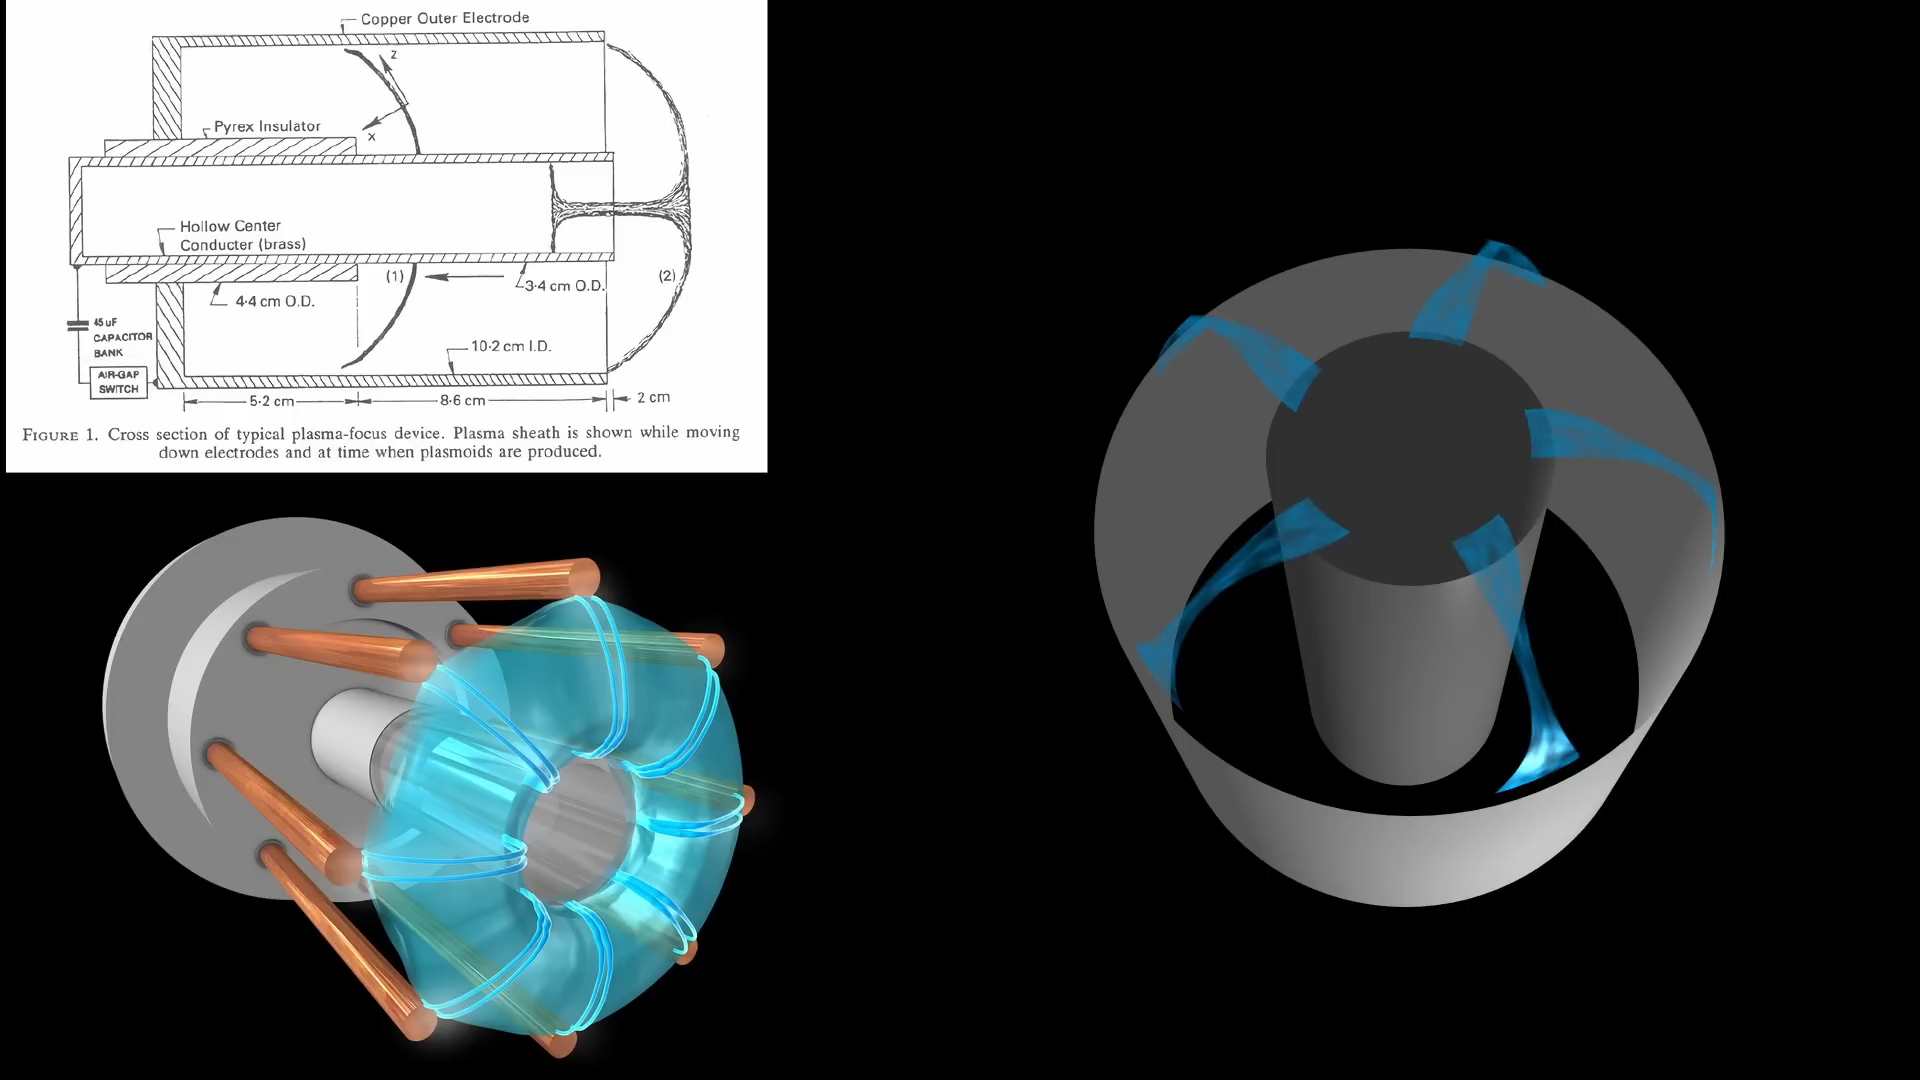 Copper Outer Electrode
z
Pyrex Insulator
x
Hollow Center
Conducter (brass)
(1)
(2)
3·4 cm O.D.
4·4 cm O.D.
45uF
CAPACITOR
BANK
10·2 cm I.D.
AIR-GAP
SWITCH
5·2 cm
8·6 cm
2 cm
FIGURE 1. Cross section of typical plasma-focus device. Plasma sheath is shown while moving
down electrodes and at time when plasmoids are produced.